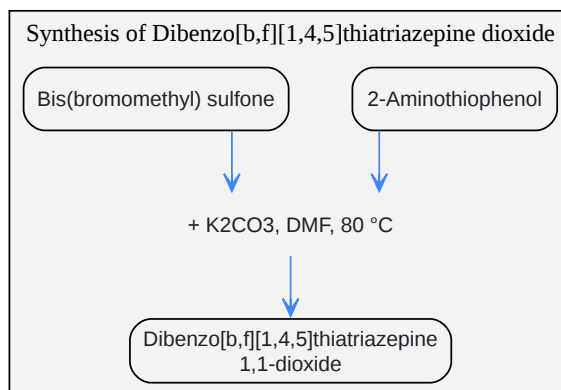 Synthesis of Dibenzo[b,f][1,4,5]thiatriazepine dioxide
Bis(bromomethyl) sulfone
2-Aminothiophenol
+ K2CO3, DMF, 80 °C
Dibenzo[b,f][1,4,5]thiatriazepine
1,1-dioxide